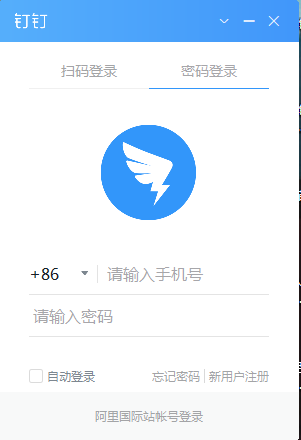 钉钉
扫码登录 密码登录
+86 请输入手机号
请输入密码
自动登录 忘记密码 新用户注册
阿里国际站帐号登录